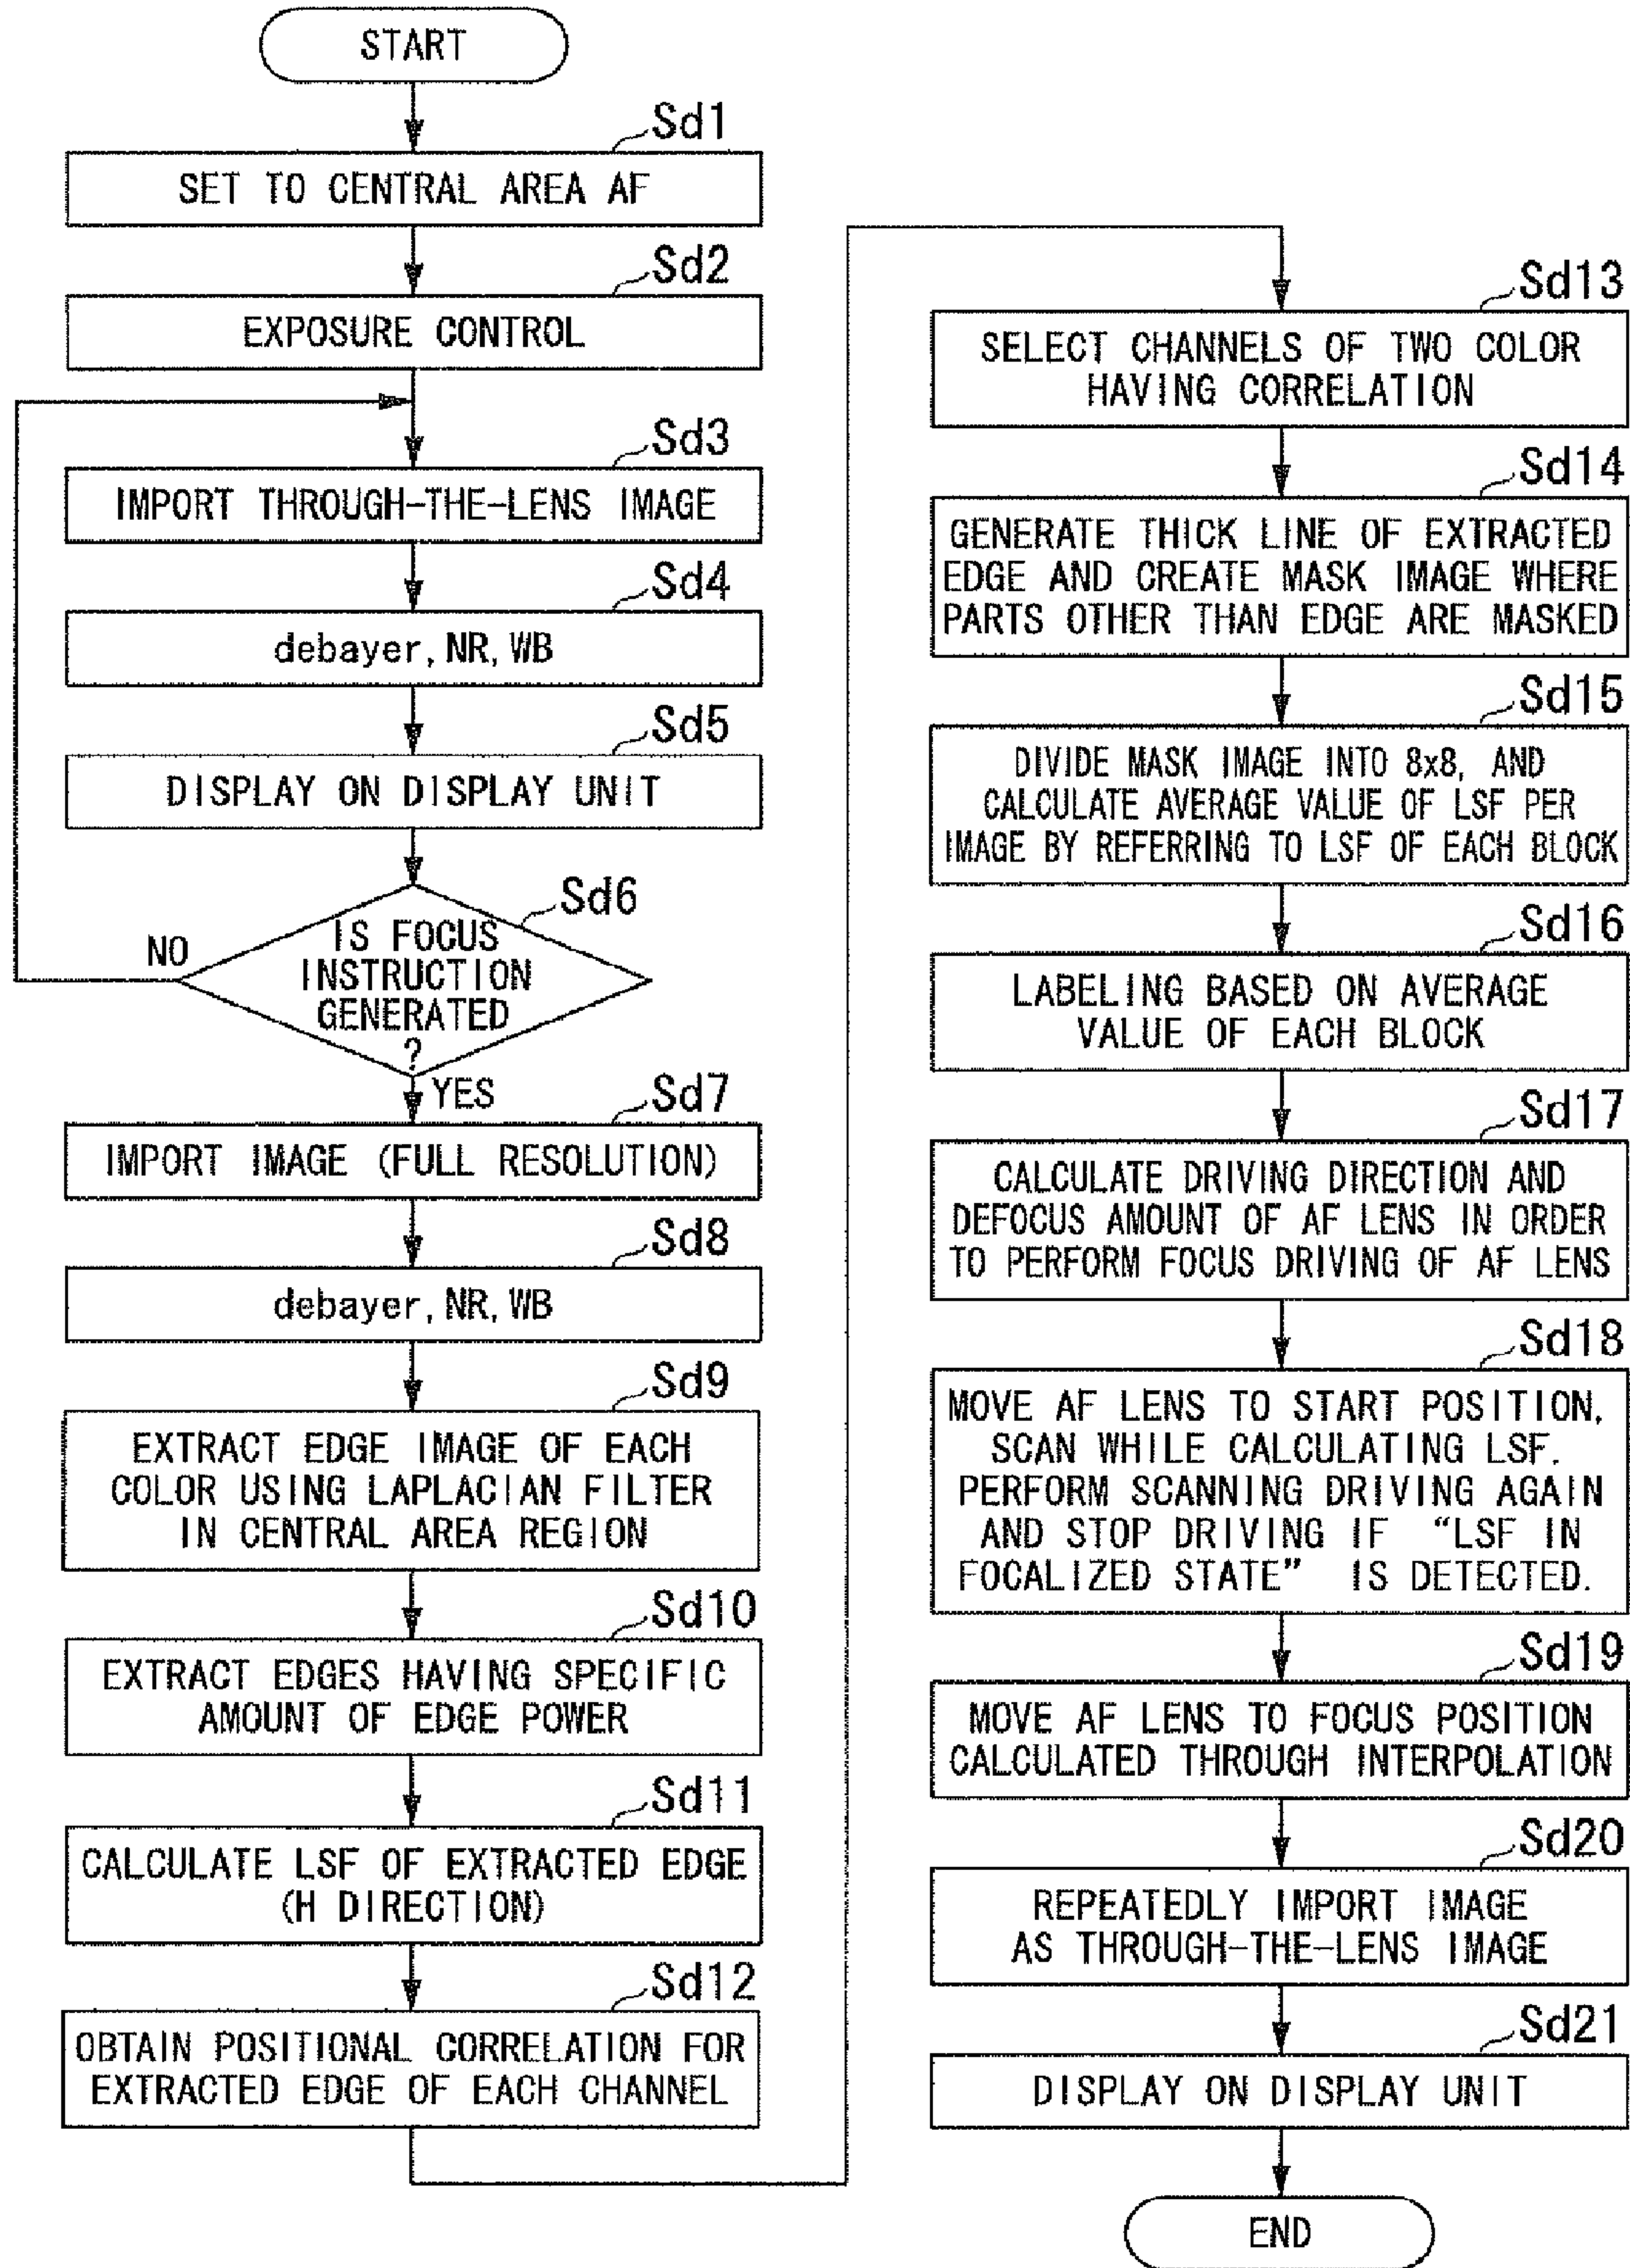 START
Sd1
SET TO CENTRAL AREA AF
Sd2
EXPOSURE CONTROL
Sd3
IMPORT THROUGH-THE-LENS IMAGE
Sd4
debayer, NR, WB
Sd5
DISPLAY ON DISPLAY UNIT
Sd6
IS FOCUS
INSTRUCTION
GENERATED
?
NO
YES
Sd7
IMPORT IMAGE (FULL RESOLUTION)
Sd8
debayer, NR, WB
Sd9
EXTRACT EDGE IMAGE OF EACH
COLOR USING LAPLACIAN FILTER
IN CENTRAL AREA REGION
Sd10
EXTRACT EDGES HAVING SPECIFIC
AMOUNT OF EDGE POWER
Sd11
CALCULATE LSF OF EXTRACTED EDGE
(H DIRECTION)
Sd12
OBTAIN POSITIONAL CORRELATION FOR
EXTRACTED EDGE OF EACH CHANNEL
Sd13
SELECT CHANNELS OF TWO COLOR
HAVING CORRELATION
Sd14
GENERATE THICK LINE OF EXTRACTED
EDGE AND CREATE MASK IMAGE WHERE
PARTS OTHER THAN EDGE ARE MASKED
Sd15
DIVIDE MASK IMAGE INTO 8x8, AND
CALCULATE AVERAGE VALUE OF LSF PER
IMAGE BY REFERRING TO LSF OF EACH BLOCK
Sd16
LABELING BASED ON AVERAGE
VALUE OF EACH BLOCK
Sd17
CALCULATE DRIVING DIRECTION AND
DEFOCUS AMOUNT OF AF LENS IN ORDER
TO PERFORM FOCUS DRIVING OF AF LENS
Sd18
MOVE AF LENS TO START POSITION,
SCAN WHILE CALCULATING LSF.
PERFORM SCANNING DRIVING AGAIN
AND STOP DRIVING IF “LSF IN
FOCALIZED STATE” IS DETECTED.
Sd19
MOVE AF LENS TO FOCUS POSITION
CALCULATED THROUGH INTERPOLATION
Sd20
REPEATEDLY IMPORT IMAGE
AS THROUGH-THE-LENS IMAGE
Sd21
DISPLAY ON DISPLAY UNIT
END